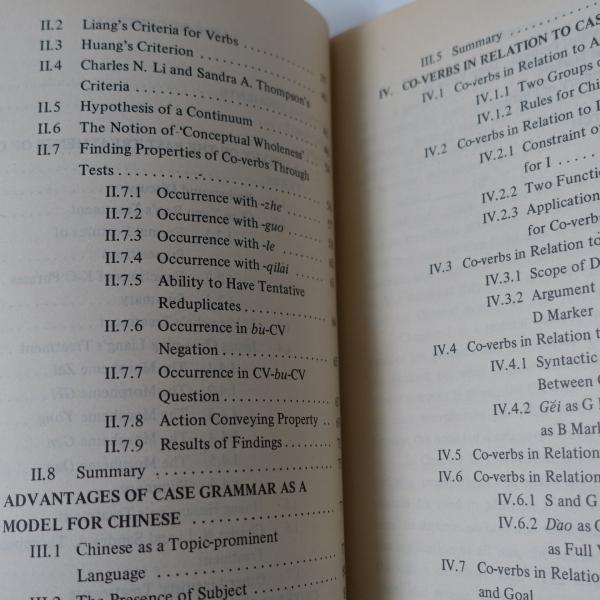 II.2 Liang's Criteria for Verbs
II.3 Huang's Criterion
II.4 Charles N. Li and Sandra A. Thompson's
Criteria
II.5 Hypothesis of a Continuum
II.6 The Notion of 'Conceptual Wholeness'
II.7 Finding Properties of Co-verbs Through
Tests
II.7.1 Occurrence with -zhe
II.7.2 Occurrence with -guo
II.7.3 Occurrence with -le
II.7.4 Occurrence with -qilai
II.7.5 Ability to Have Tentative
Reduplicates
II.7.6 Occurrence in bu-CV
Negation
II.7.7 Occurrence in CV-bu-CV
Question
II.7.8 Action Conveying Property
II.7.9 Results of Findings
II.8 Summary
ADVANTAGES OF CASE GRAMMAR AS A
MODEL FOR CHINESE
III.1 Chinese as a Topic-prominent
Language
The Presence of Subject
III.5 Summary
IV. CO-VERBS IN RELATION TO CAS
IV.1 Co-verbs in Relation to A
IV.1.1 Two Groups o
IV.1.2 Rules for Chi
IV.2 Co-verbs in Relation to I
IV.2.1 Constraint on
for I
IV.2.2 Two Functio
IV.2.3 Application
for Co-verb
IV.3 Co-verbs in Relation to
IV.3.1 Scope of D
IV.3.2 Argument
D Marker
IV.4 Co-verbs in Relation t
IV.4.1 Syntactic
Between
IV.4.2 Gěi as G
as B Mark
IV.5 Co-verbs in Relation
IV.6 Co-verbs in Relation
IV.6.1 S and G
IV.6.2 Dào as G
as Full V
IV.7 Co-verbs in Relation
and Goal